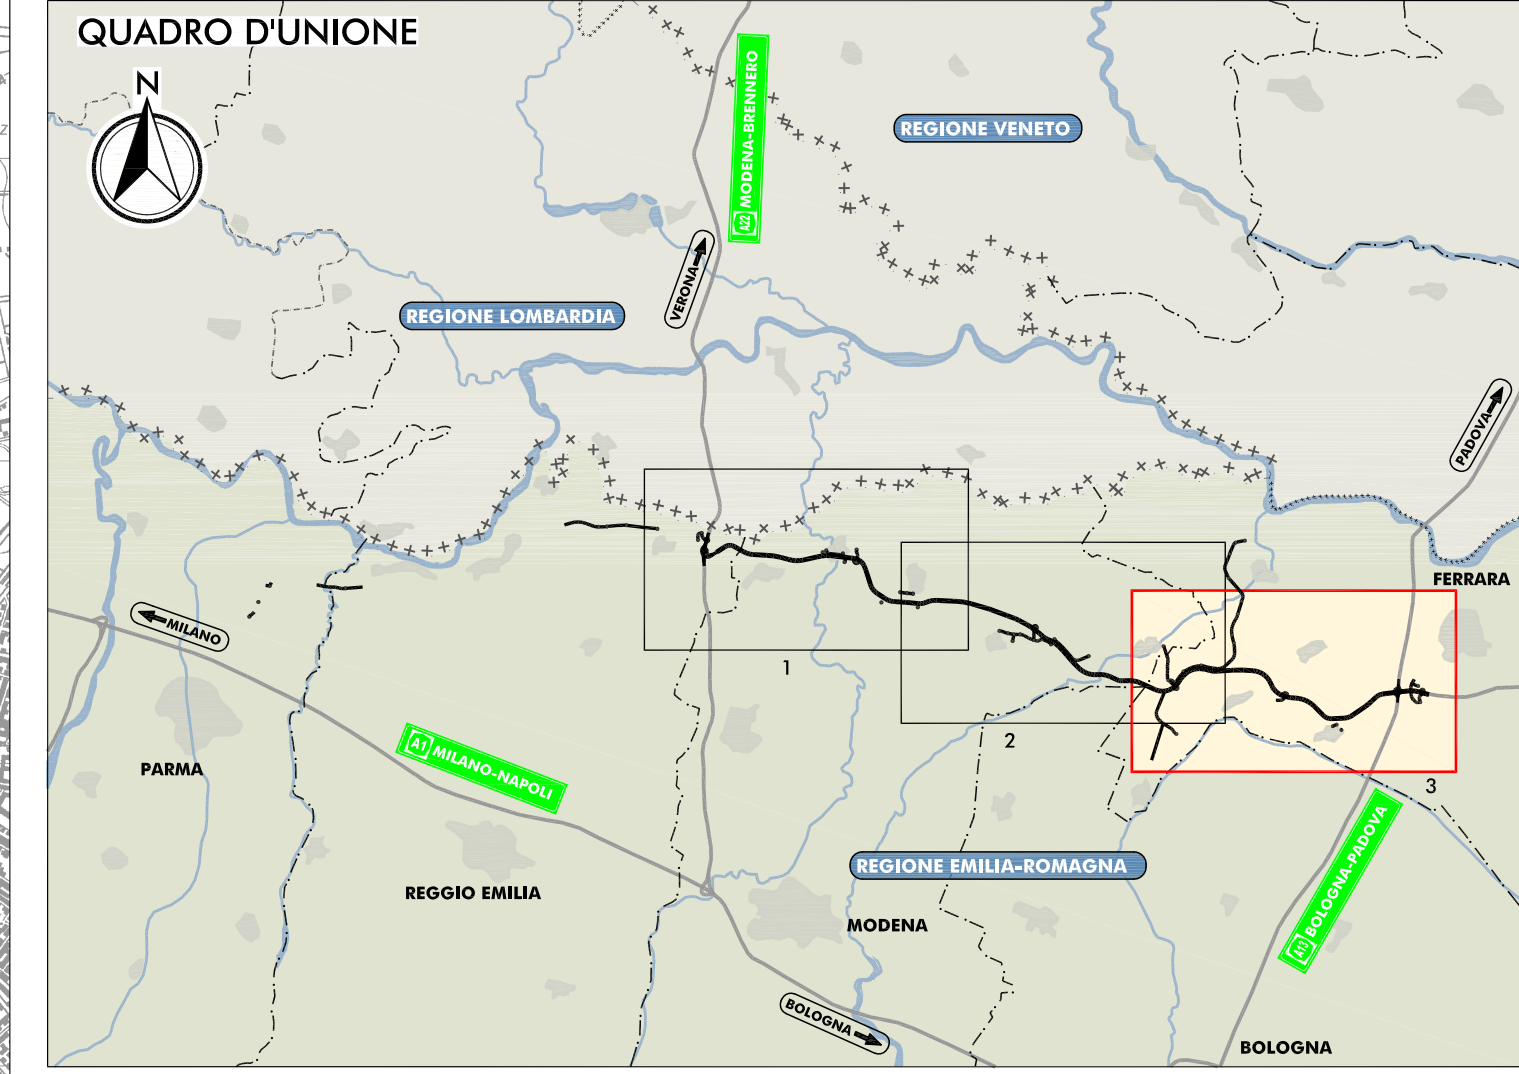 QUADRO D'UNIONE
N
A22 MODENA-BRENNERO
REGIONE VENETO
VERONA
REGIONE LOMBARDIA
PADOVA
FERRARA
MILANO
1
2
3
PARMA
A1 MILANO-NAPOLI
A13 BOLOGNA-PADOVA
REGIONE EMILIA-ROMAGNA
REGGIO EMILIA
MODENA
BOLOGNA
BOLOGNA